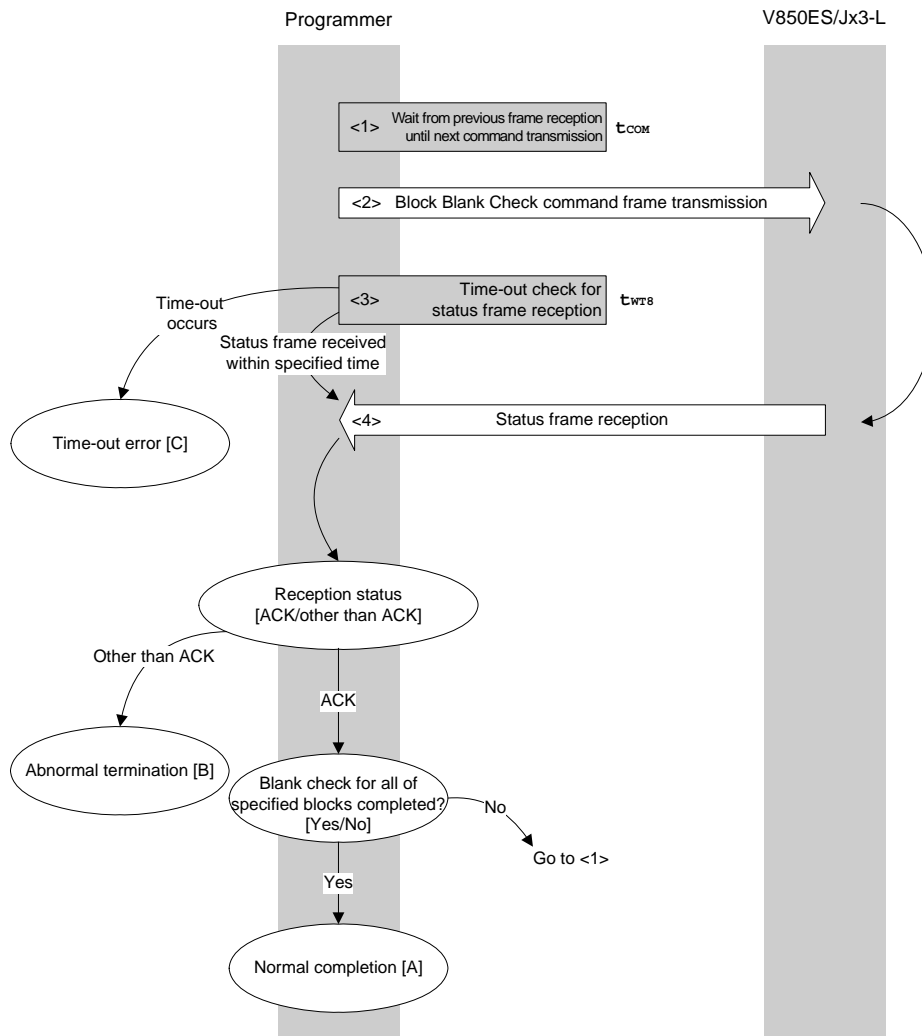 Programmer
V850ES/Jx3-L
<1> Wait from previous frame reception
until next command transmission
tCOM
<2> Block Blank Check command frame transmission
<3> Time-out check for
status frame reception
tWT8
Time-out
occurs
Status frame received
within specified time
<4> Status frame reception
Time-out error [C]
Reception status
[ACK/other than ACK]
Other than ACK
ACK
Abnormal termination [B]
Blank check for all of
specified blocks completed?
[Yes/No]
No
Go to <1>
Yes
Normal completion [A]